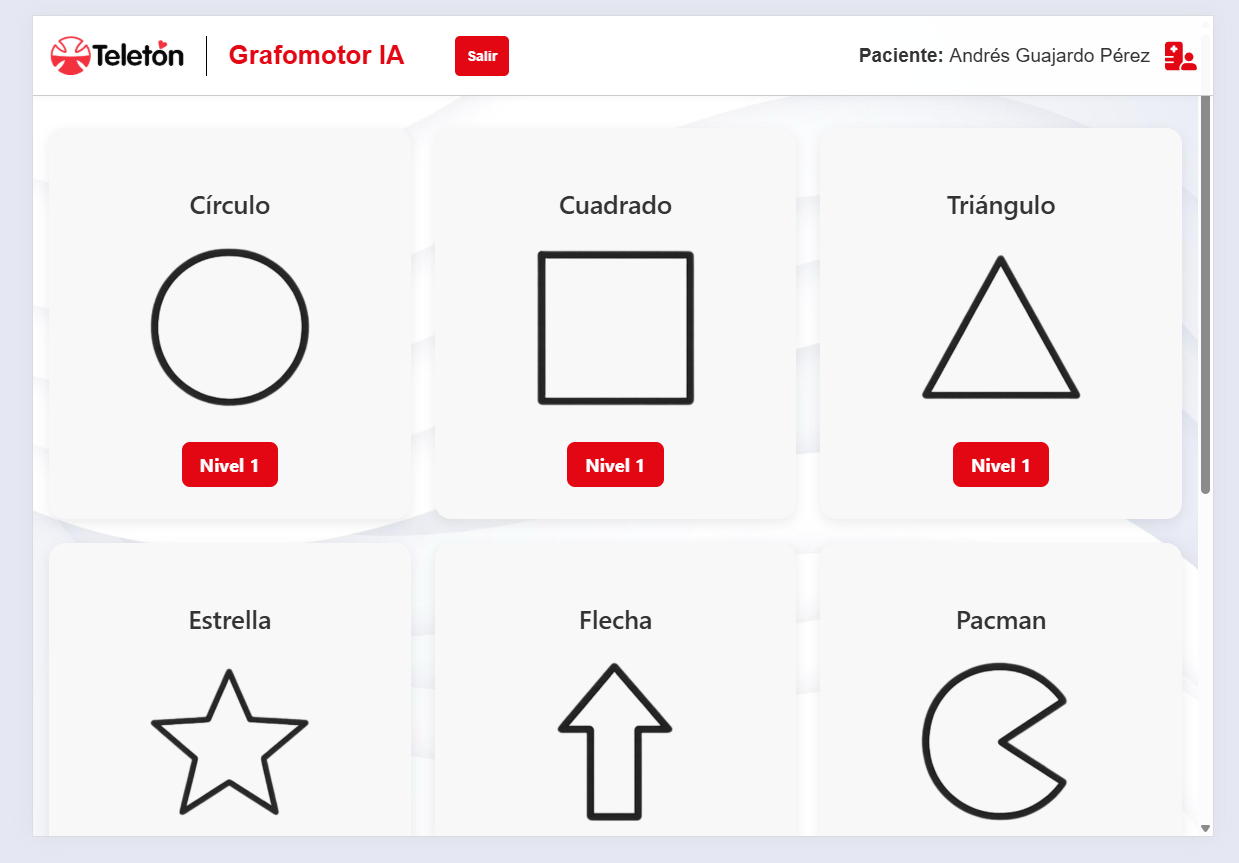 Teletón
Grafomotor IA
Salir
Paciente: Andrés Guajardo Pérez
Círculo
Cuadrado
Triángulo
Nivel 1
Nivel 1
Nivel 1
Estrella
Flecha
Pacman